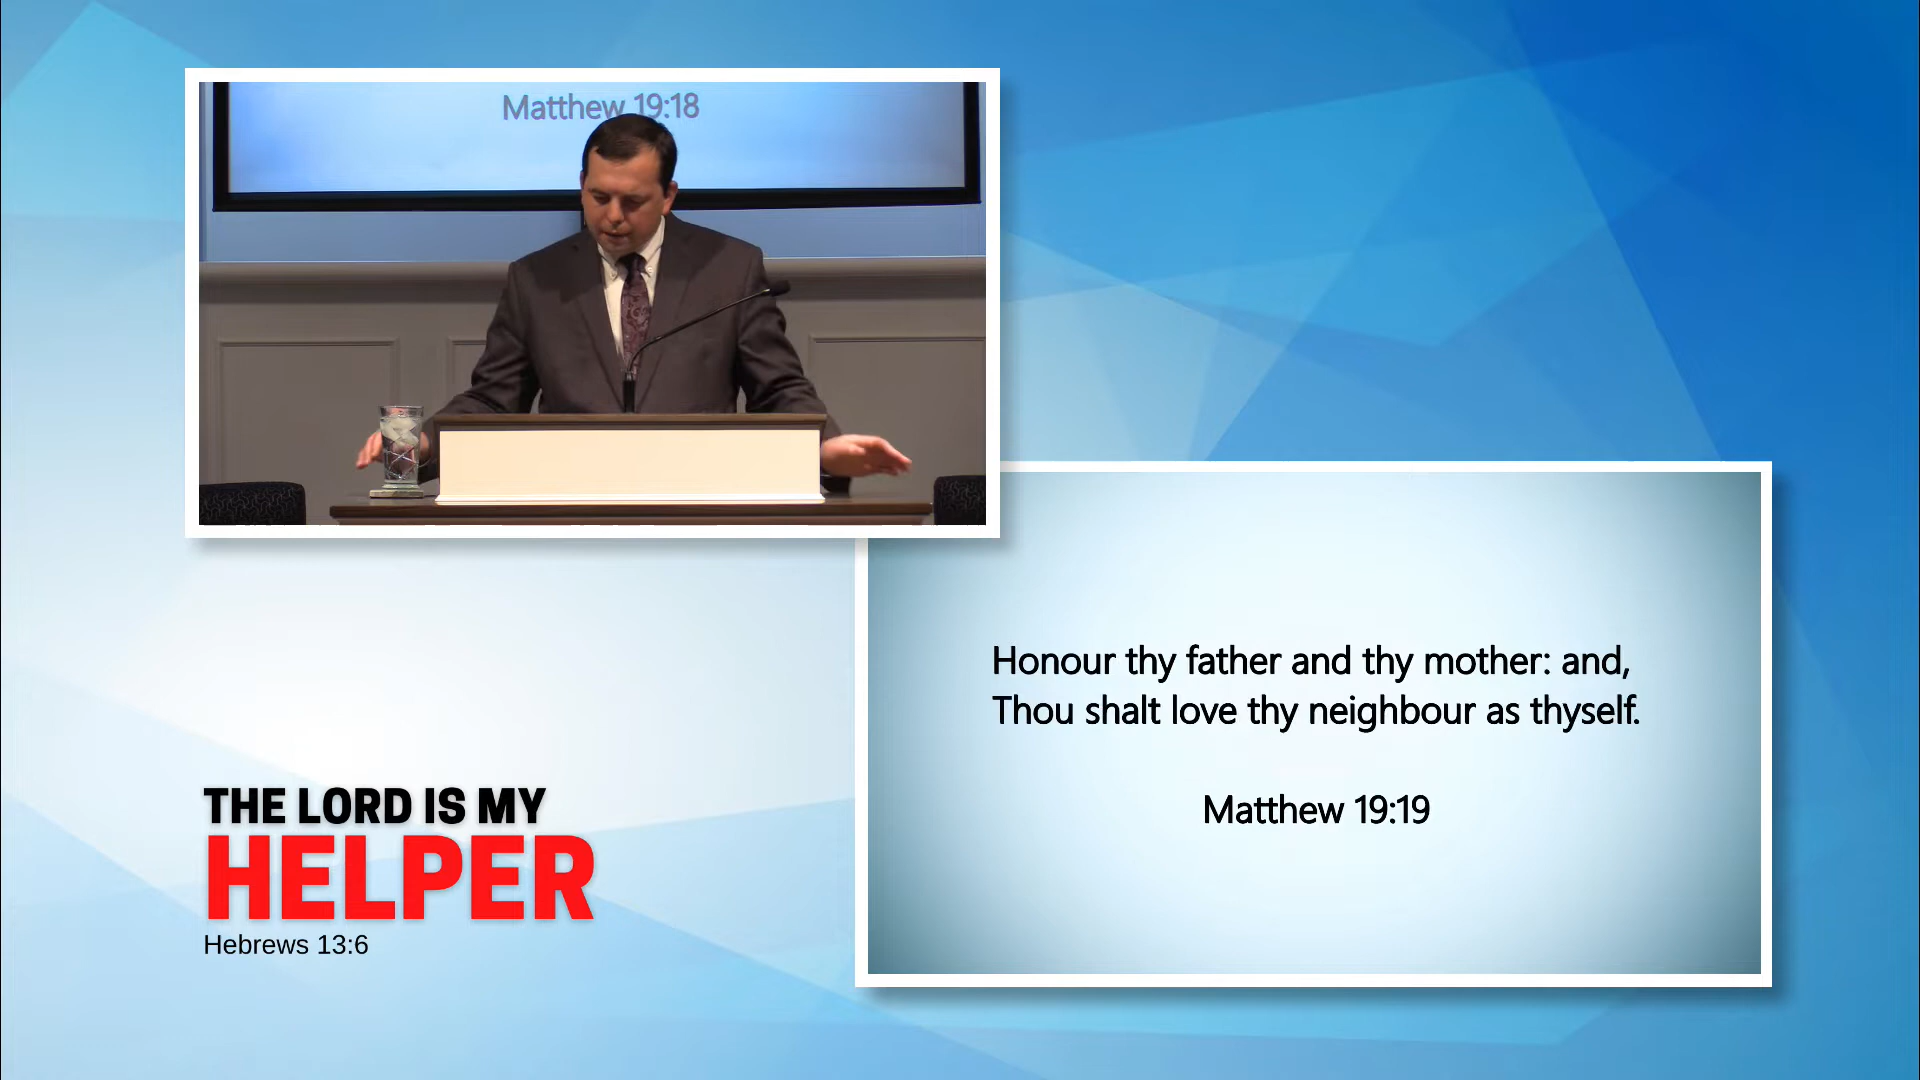 Matthew 19:18
Honour thy father and thy mother: and,
Thou shalt love thy neighbour as thyself.
Matthew 19:19
THE LORD IS MY
HELPER
Hebrews 13:6